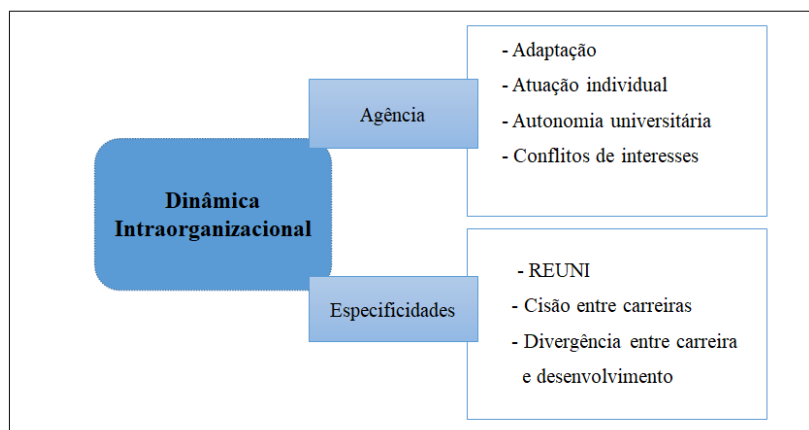 Dinâmica
Intraorganizacional
Agência
- Adaptação
- Atuação individual
- Autonomia universitária
- Conflitos de interesses
Especificidades
- REUNI
- Cisão entre carreiras
- Divergência entre carreira
e desenvolvimento